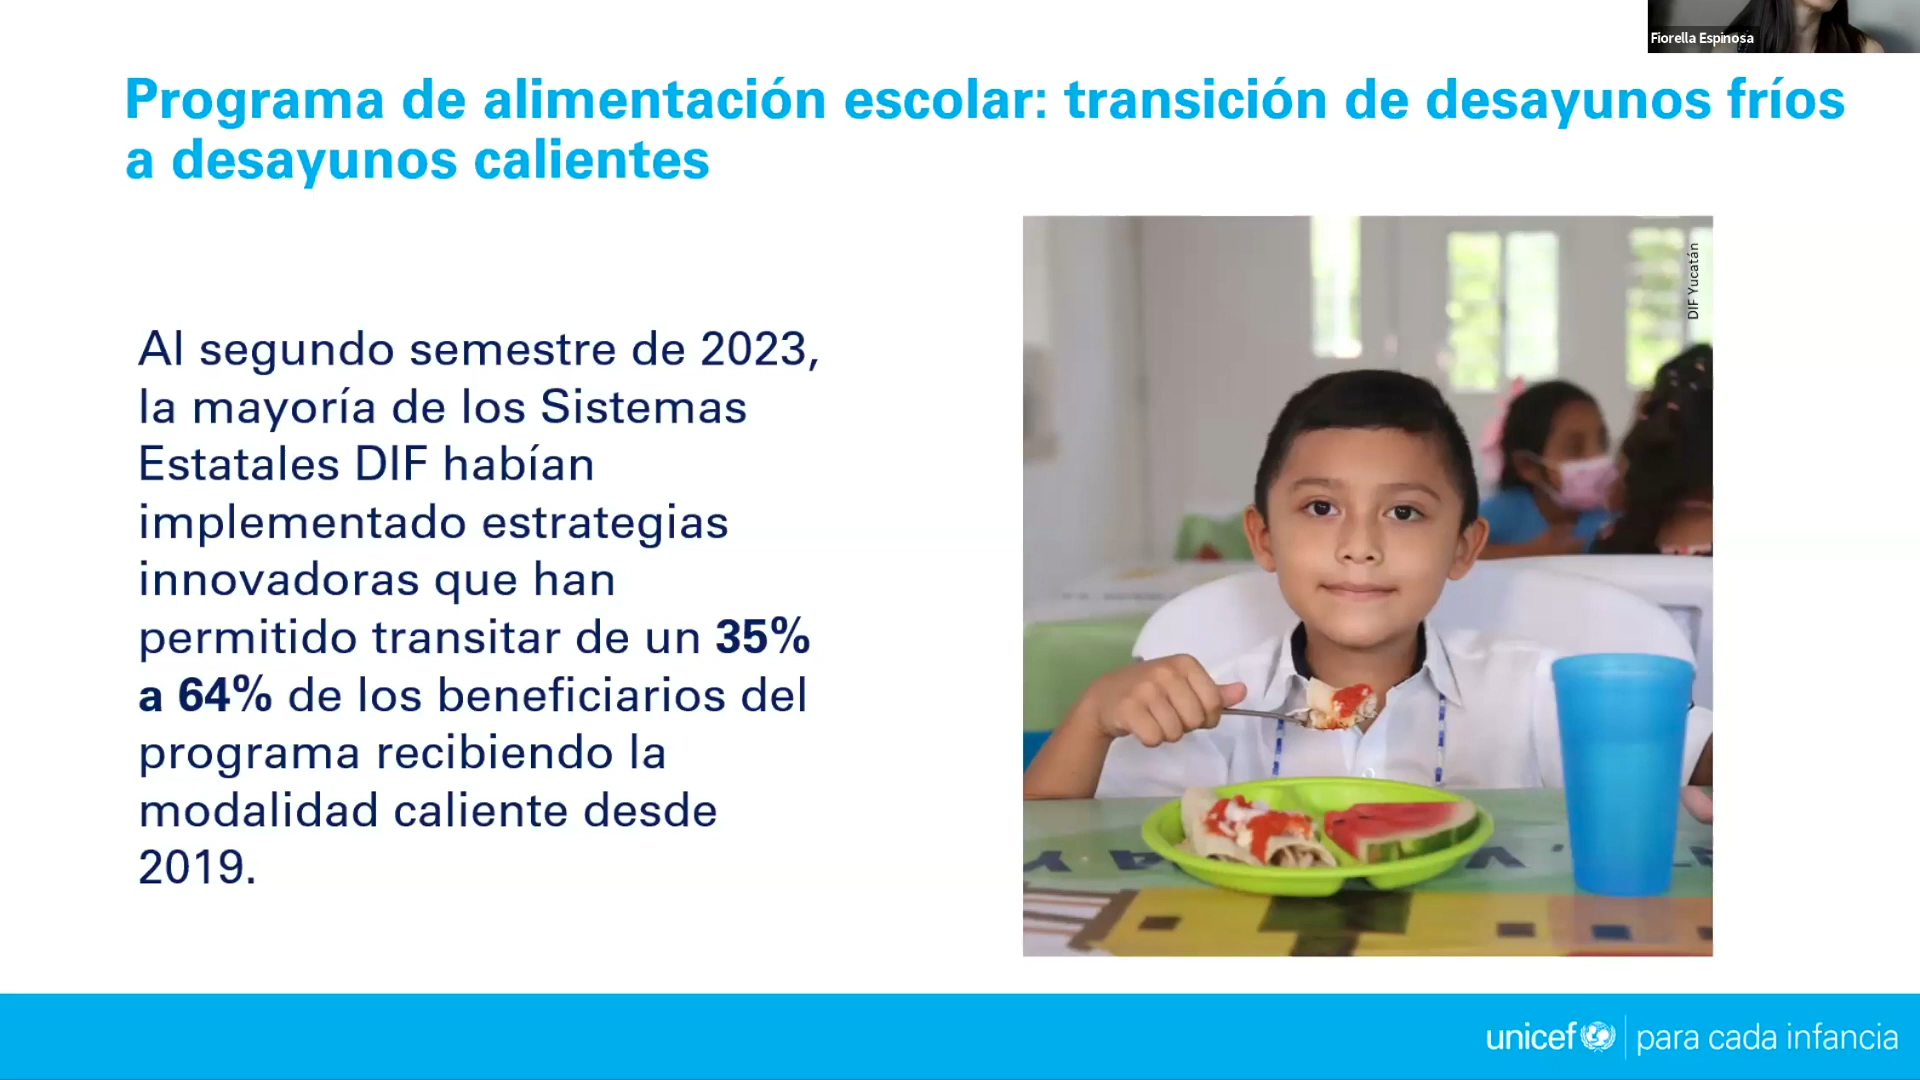 Fiorella Espinosa
Programa de alimentación escolar: transición de desayunos fríos
a desayunos calientes
DIF Yucatán
Al segundo semestre de 2023,
la mayoría de los Sistemas
Estatales DIF habían
implementado estrategias
innovadoras que han
permitido transitar de un 35%
a 64% de los beneficiarios del
programa recibiendo la
modalidad caliente desde
2019.
unicef para cada infancia